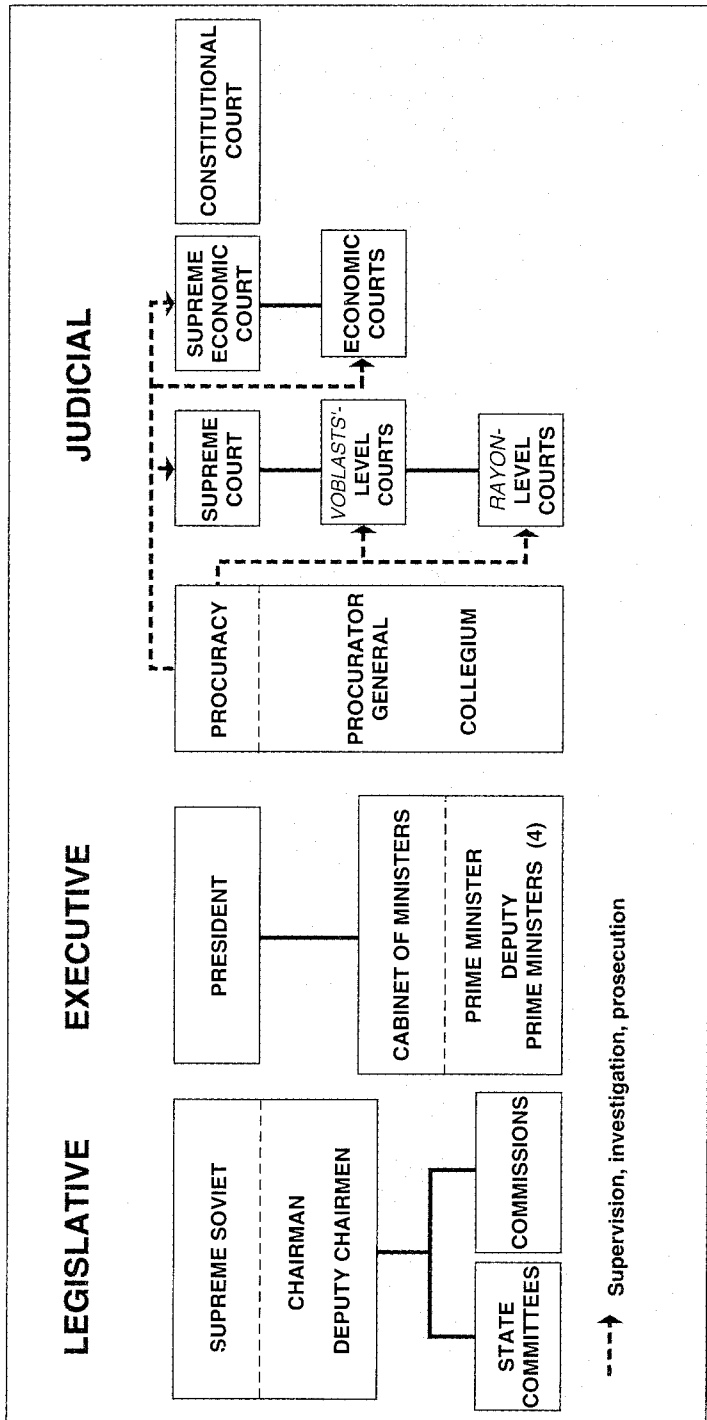 LEGISLATIVE
EXECUTIVE
JUDICIAL
SUPREME SOVIET
CHAIRMAN
DEPUTY CHAIRMEN
STATE
COMMITTEES
COMMISSIONS
PRESIDENT
CABINET OF MINISTERS
PRIME MINISTER
DEPUTY
PRIME MINISTERS (4)
PROCURACY
PROCURATOR
GENERAL
COLLEGIUM
SUPREME
COURT
VOBLASTS'-
LEVEL
COURTS
RAYON-
LEVEL
COURTS
SUPREME
ECONOMIC
COURT
ECONOMIC
COURTS
CONSTITUTIONAL
COURT
Supervision, investigation, prosecution